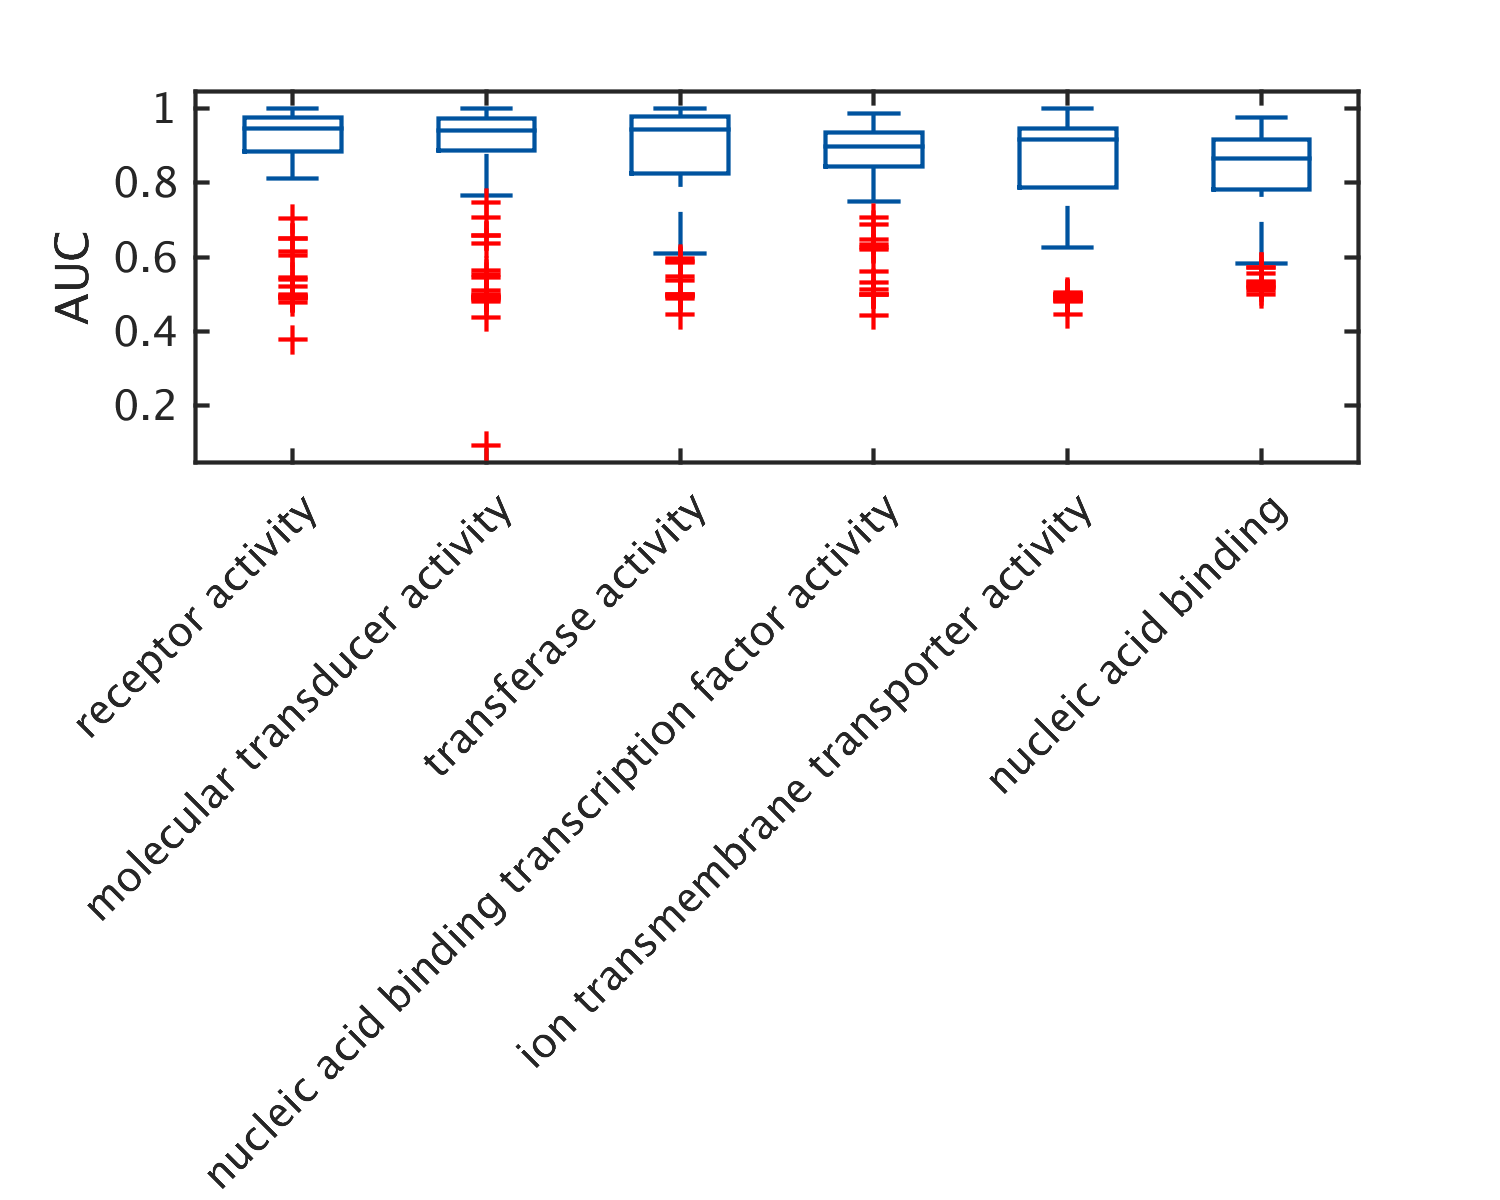 1
0.8
0.6
0.4
0.2
AUC
receptor activity
molecular transducer activity
transferase activity
nucleic acid binding transcription factor activity
ion transmembrane transporter activity
nucleic acid binding